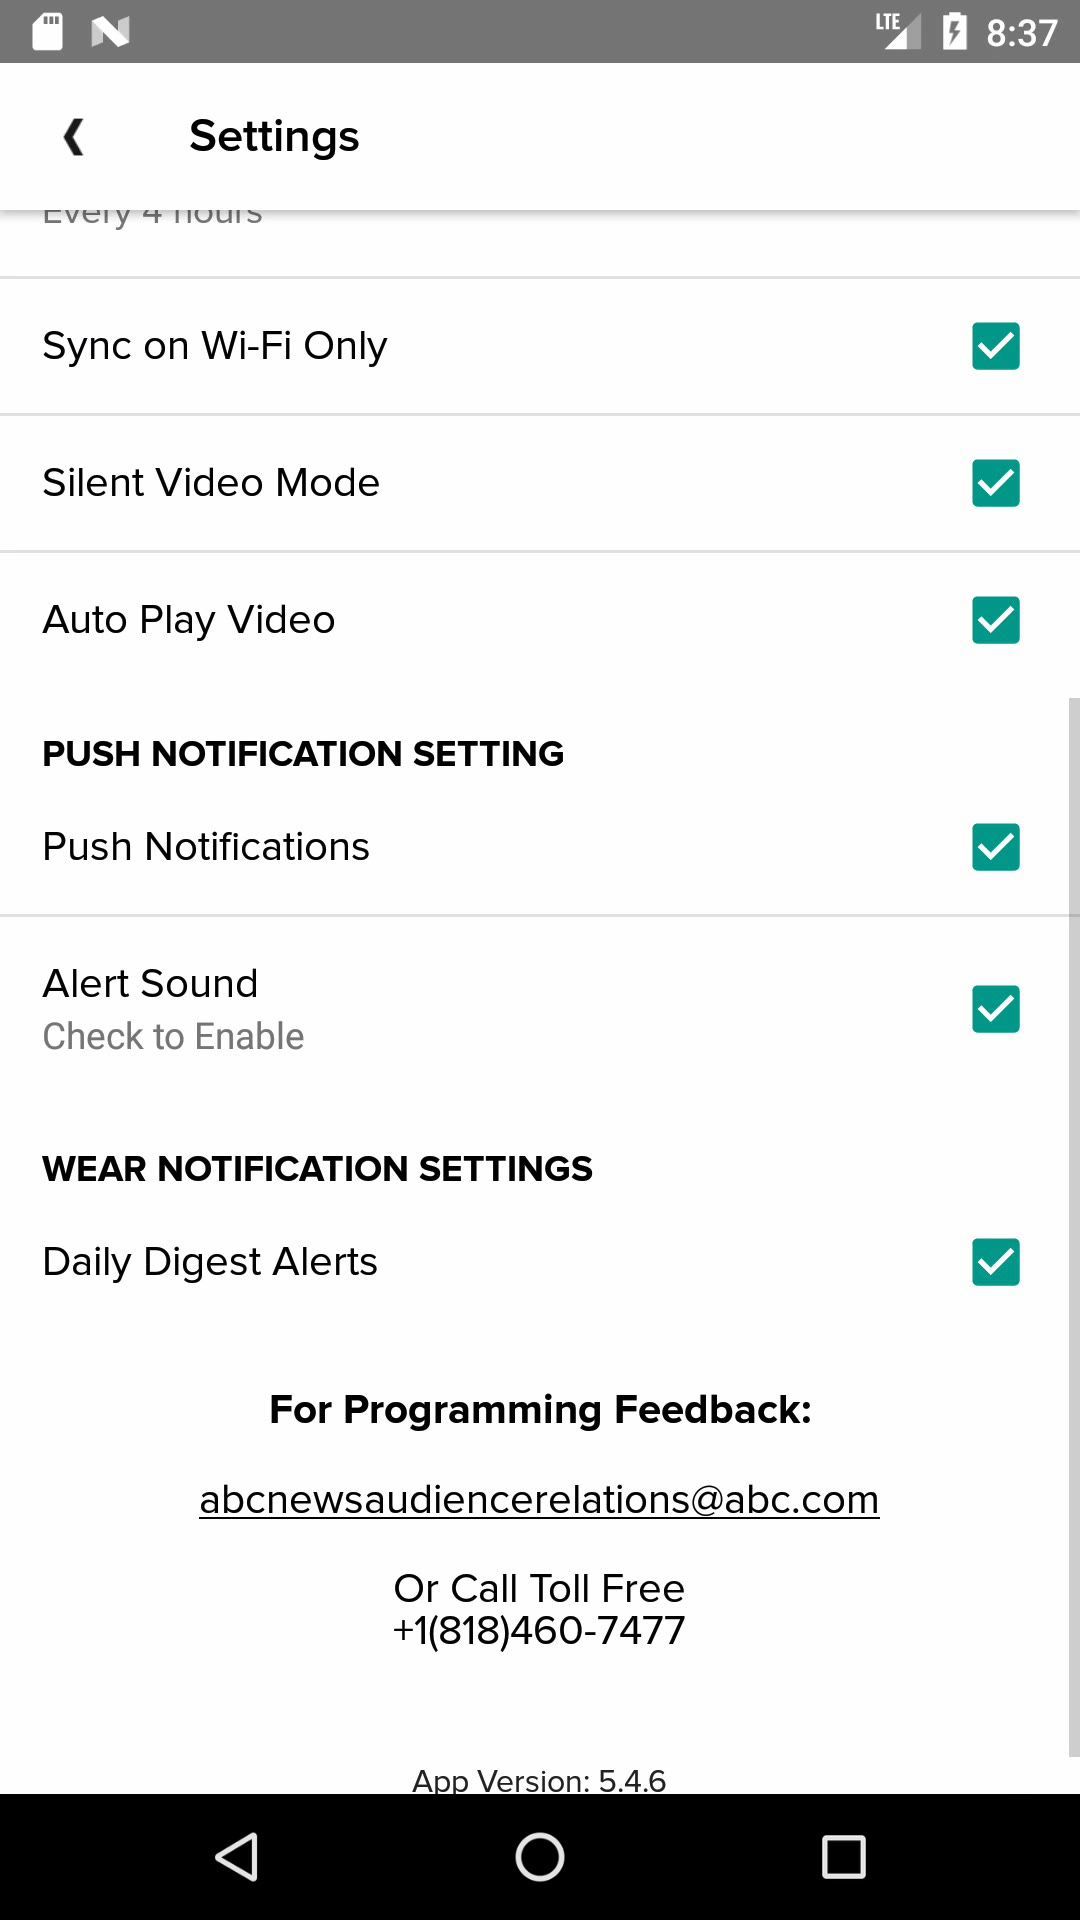 LTE 8:37
Settings
Every 4 hours
Sync on Wi-Fi Only
Silent Video Mode
Auto Play Video
PUSH NOTIFICATION SETTING
Push Notifications
Alert Sound
Check to Enable
WEAR NOTIFICATION SETTINGS
Daily Digest Alerts
For Programming Feedback:
abcnewsaudiencerelations@abc.com
Or Call Toll Free
+1(818)460-7477
App Version: 5.4.6